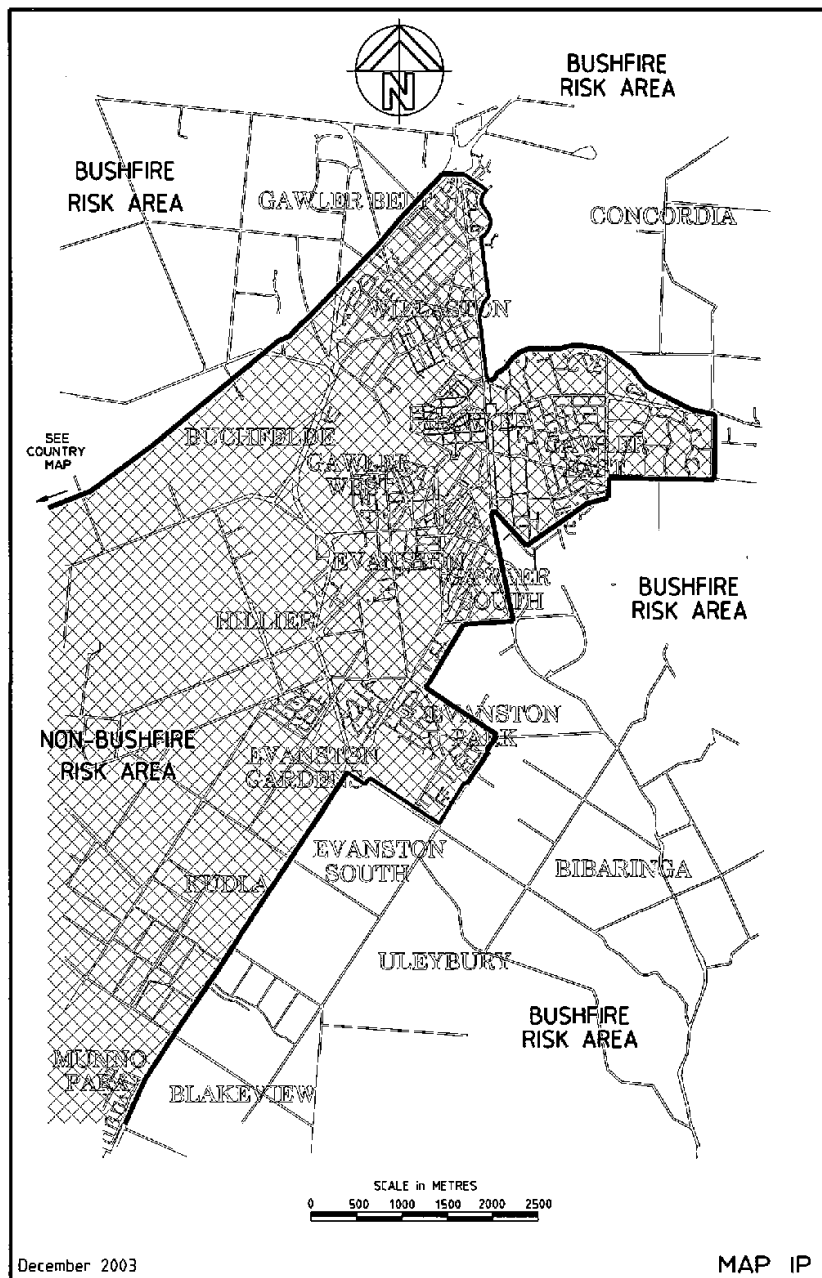 N
BUSHFIRE
RISK AREA
BUSHFIRE
RISK AREA
GAWLER BELT
CONCORDIA
WILLASTON
SEE
COUNTRY
MAP
BUCHFELDE
GAWLER
GAWLER
EAST
GAWLER
WEST
EVANSTON
GAWLER
SOUTH
BUSHFIRE
RISK AREA
HILLIER
NON-BUSHFIRE
RISK AREA
EVANSTON
PARK
EVANSTON
GARDENS
EVANSTON
SOUTH
BIBARINGA
KUDLA
ULEYBURY
BUSHFIRE
RISK AREA
MUNNO
PARA
BLAKEVIEW
SCALE in METRES
0 500 1000 1500 2000 2500
December 2003
MAP IP